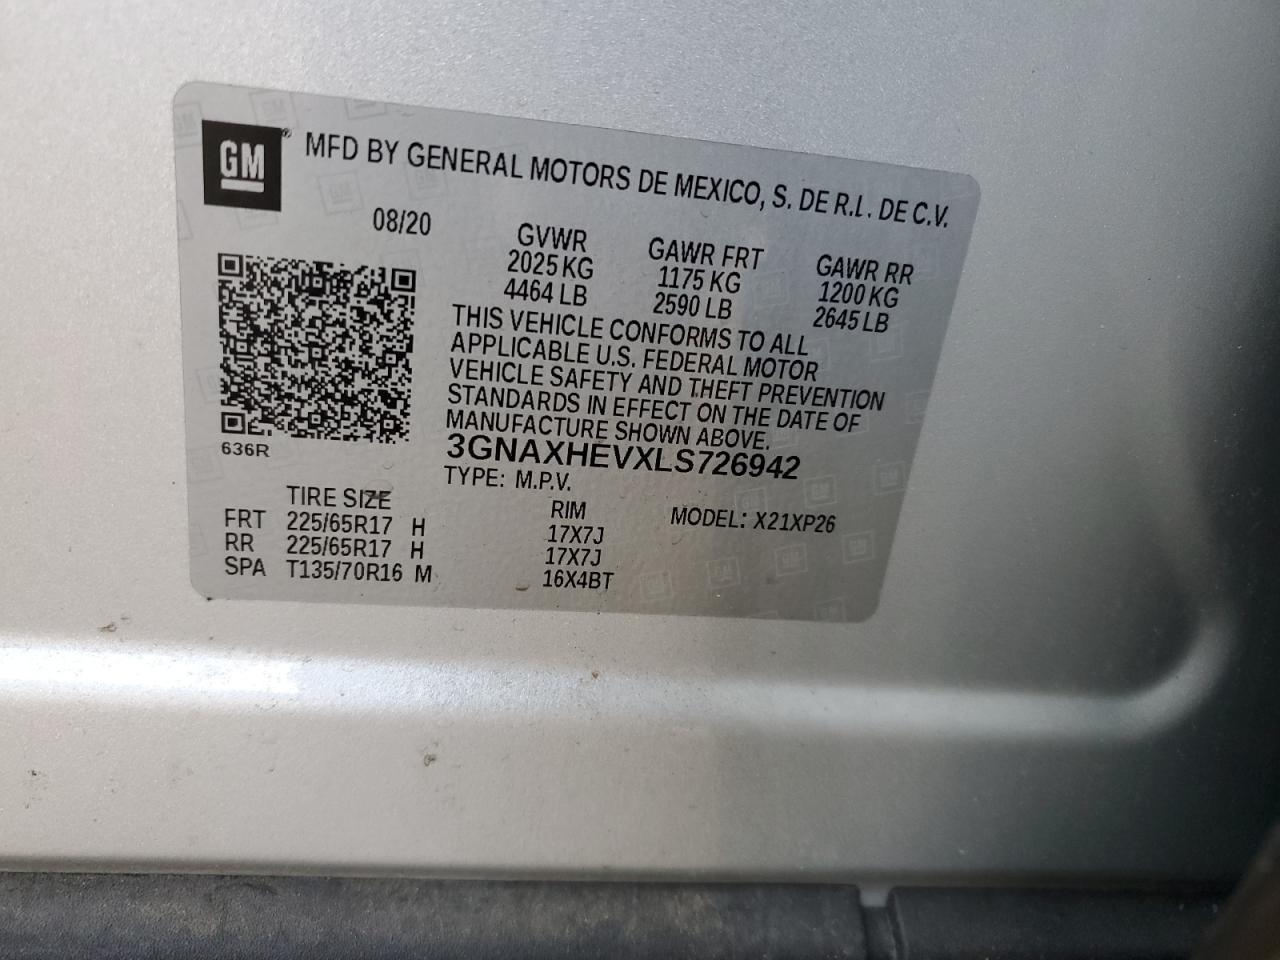 GM® MFD BY GENERAL MOTORS DE MEXICO, S. DE R.L. DE C.V.
08/20
GVWR GAWR FRT GAWR RR
2025 KG 1175 KG 1200 KG
4464 LB 2590 LB 2645 LB
THIS VEHICLE CONFORMS TO ALL
APPLICABLE U.S. FEDERAL MOTOR
VEHICLE SAFETY AND THEFT PREVENTION
STANDARDS IN EFFECT ON THE DATE OF
MANUFACTURE SHOWN ABOVE.
636R
3GNAXHEVXLS726942
TYPE: M.P.V.
TIRE SIZE RIM MODEL: X21XP26
FRT 225/65R17 H 17X7J
RR 225/65R17 H 17X7J
SPA T135/70R16 M 16X4BT